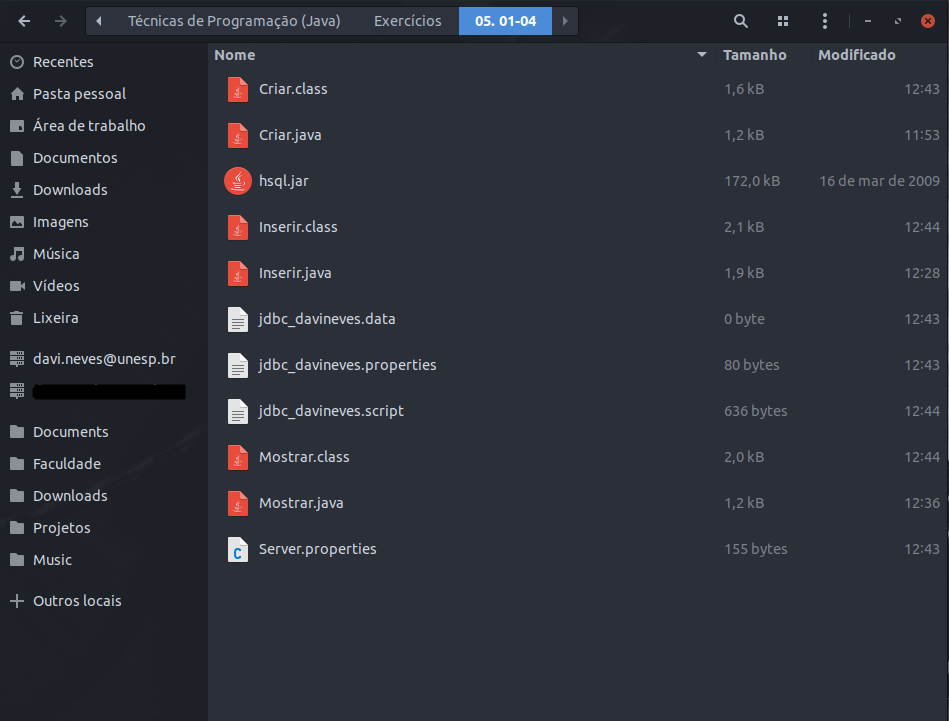 Técnicas de Programação (Java) Exercícios 05. 01-04
Recentes
Pasta pessoal
Área de trabalho
Documentos
Downloads
Imagens
Música
Vídeos
Lixeira
davi.neves@unesp.br
Documents
Faculdade
Downloads
Projetos
Music
Outros locais
Nome Tamanho Modificado
Criar.class 1,6 kB 12:43
Criar.java 1,2 kB 11:53
hsql.jar 172,0 kB 16 de mar de 2009
Inserir.class 2,1 kB 12:44
Inserir.java 1,9 kB 12:28
jdbc_davineves.data 0 byte 12:43
jdbc_davineves.properties 80 bytes 12:43
jdbc_davineves.script 636 bytes 12:44
Mostrar.class 2,0 kB 12:44
Mostrar.java 1,2 kB 12:36
Server.properties 155 bytes 12:43